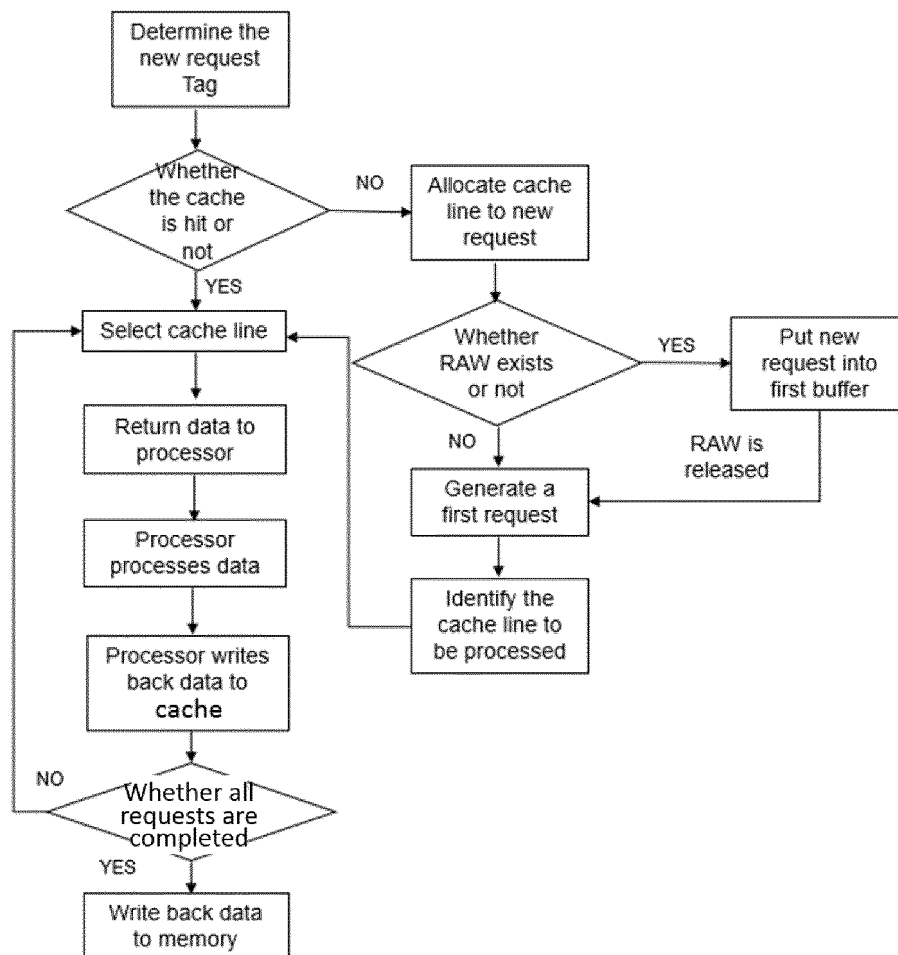 Determine the
new request
Tag
Whether
the cache
is hit or
not
NO
Allocate cache
line to new
request
YES
Select cache line
Whether
RAW exists
or not
YES
Put new
request into
first buffer
Return data to
processor
NO
RAW is
released
Generate a
first request
Processor
processes data
Identify the
cache line to
be processed
Processor writes
back data to
cache
NO
Whether all
requests are
completed
YES
Write back data
to memory